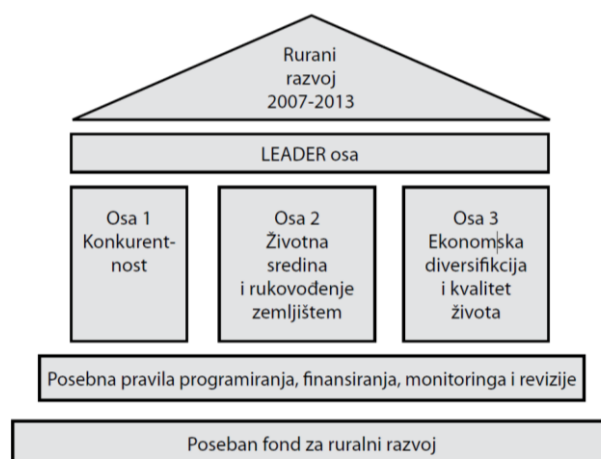 Rurani
razvoj
2007-2013
LEADER osa
Osa 1
Konkurent-
nost
Osa 2
Životna
sredina
i rukovođenje
zemljištem
Osa 3
Ekonomska
diversifikcija
i kvalitet
života
Posebna pravila programiranja, finansiranja, monitoringa i revizije
Poseban fond za ruralni razvoj